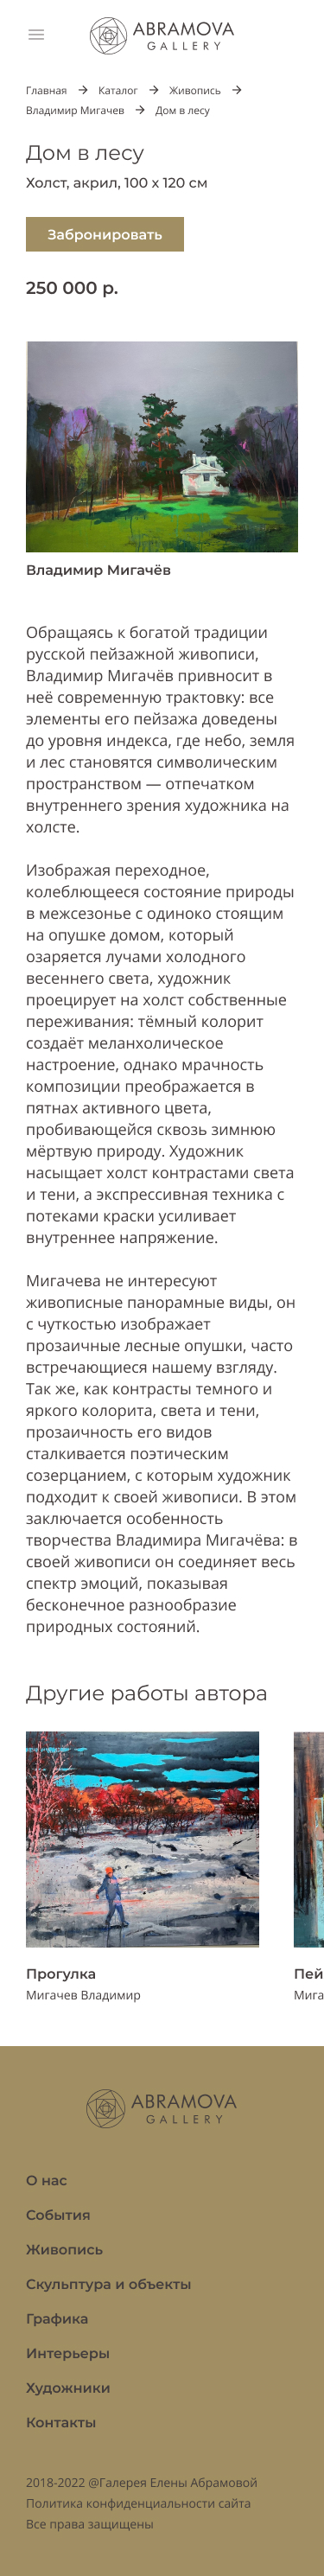 ABRAMOVA
GALLERY
Главная → Каталог → Живопись →
Владимир Мигачев → Дом в лесу
Дом в лесу
Холст, акрил, 100 х 120 см
Забронировать
250 000 р.
Владимир Мигачёв
Обращаясь к богатой традиции
русской пейзажной живописи,
Владимир Мигачёв привносит в
неё современную трактовку: все
элементы его пейзажа доведены
до уровня индекса, где небо, земля
и лес становятся символическим
пространством — отпечатком
внутреннего зрения художника на
холсте.
Изображая переходное,
колеблющееся состояние природы
в межсезонье с одиноко стоящим
на опушке домом, который
озаряется лучами холодного
весеннего света, художник
проецирует на холст собственные
переживания: тёмный колорит
создаёт меланхолическое
настроение, однако мрачность
композиции преображается в
пятнах активного цвета,
пробивающейся сквозь зимнюю
мёртвую природу. Художник
насыщает холст контрастами света
и тени, а экспрессивная техника с
потеками краски усиливает
внутреннее напряжение.
Мигачева не интересуют
живописные панорамные виды, он
с чуткостью изображает
прозаичные лесные опушки, часто
встречающиеся нашему взгляду.
Так же, как контрасты темного и
яркого колорита, света и тени,
прозаичность его видов
сталкивается поэтическим
созерцанием, с которым художник
подходит к своей живописи. В этом
заключается особенность
творчества Владимира Мигачёва: в
своей живописи он соединяет весь
спектр эмоций, показывая
бесконечное разнообразие
природных состояний.
Другие работы автора
Прогулка
Мигачев Владимир
Пей
Мига
ABRAMOVA
GALLERY
О нас
События
Живопись
Скульптура и объекты
Графика
Интерьеры
Художники
Контакты
2018-2022 @Галерея Елены Абрамовой
Политика конфиденциальности сайта
Все права защищены